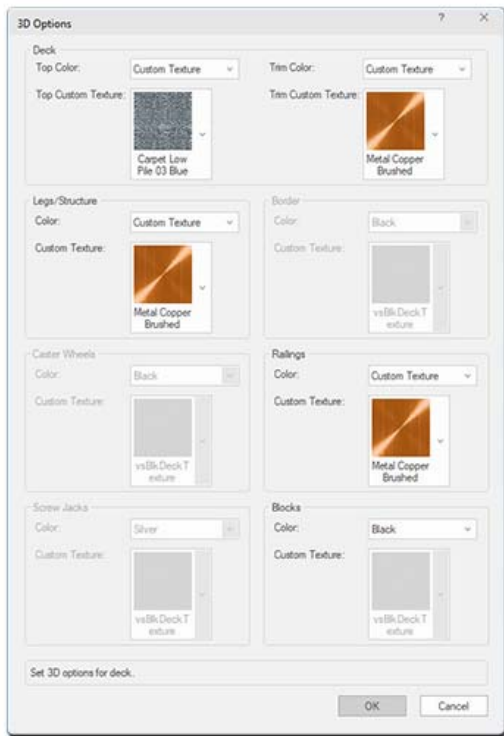 3D Options
?
Deck
Top Color:
Custom Texture
Trim Color:
Custom Texture
Top Custom Texture:
Carpet Low
Pile 03 Blue
Trim Custom Texture:
Metal Copper
Brushed
Legs/Structure
Color:
Custom Texture
Custom Texture:
Metal Copper
Brushed
Border
Color:
Black
Custom Texture:
vsBlkDeckT
exture
Caster Wheels
Color:
Black
Custom Texture:
vsBlkDeckT
exture
Railings
Color:
Custom Texture
Custom Texture:
Metal Copper
Brushed
Screw Jacks
Color:
Silver
Custom Texture:
vsBlkDeckT
exture
Blocks
Color:
Black
Custom Texture:
vsBlkDeckT
exture
Set 3D options for deck.
OK
Cancel